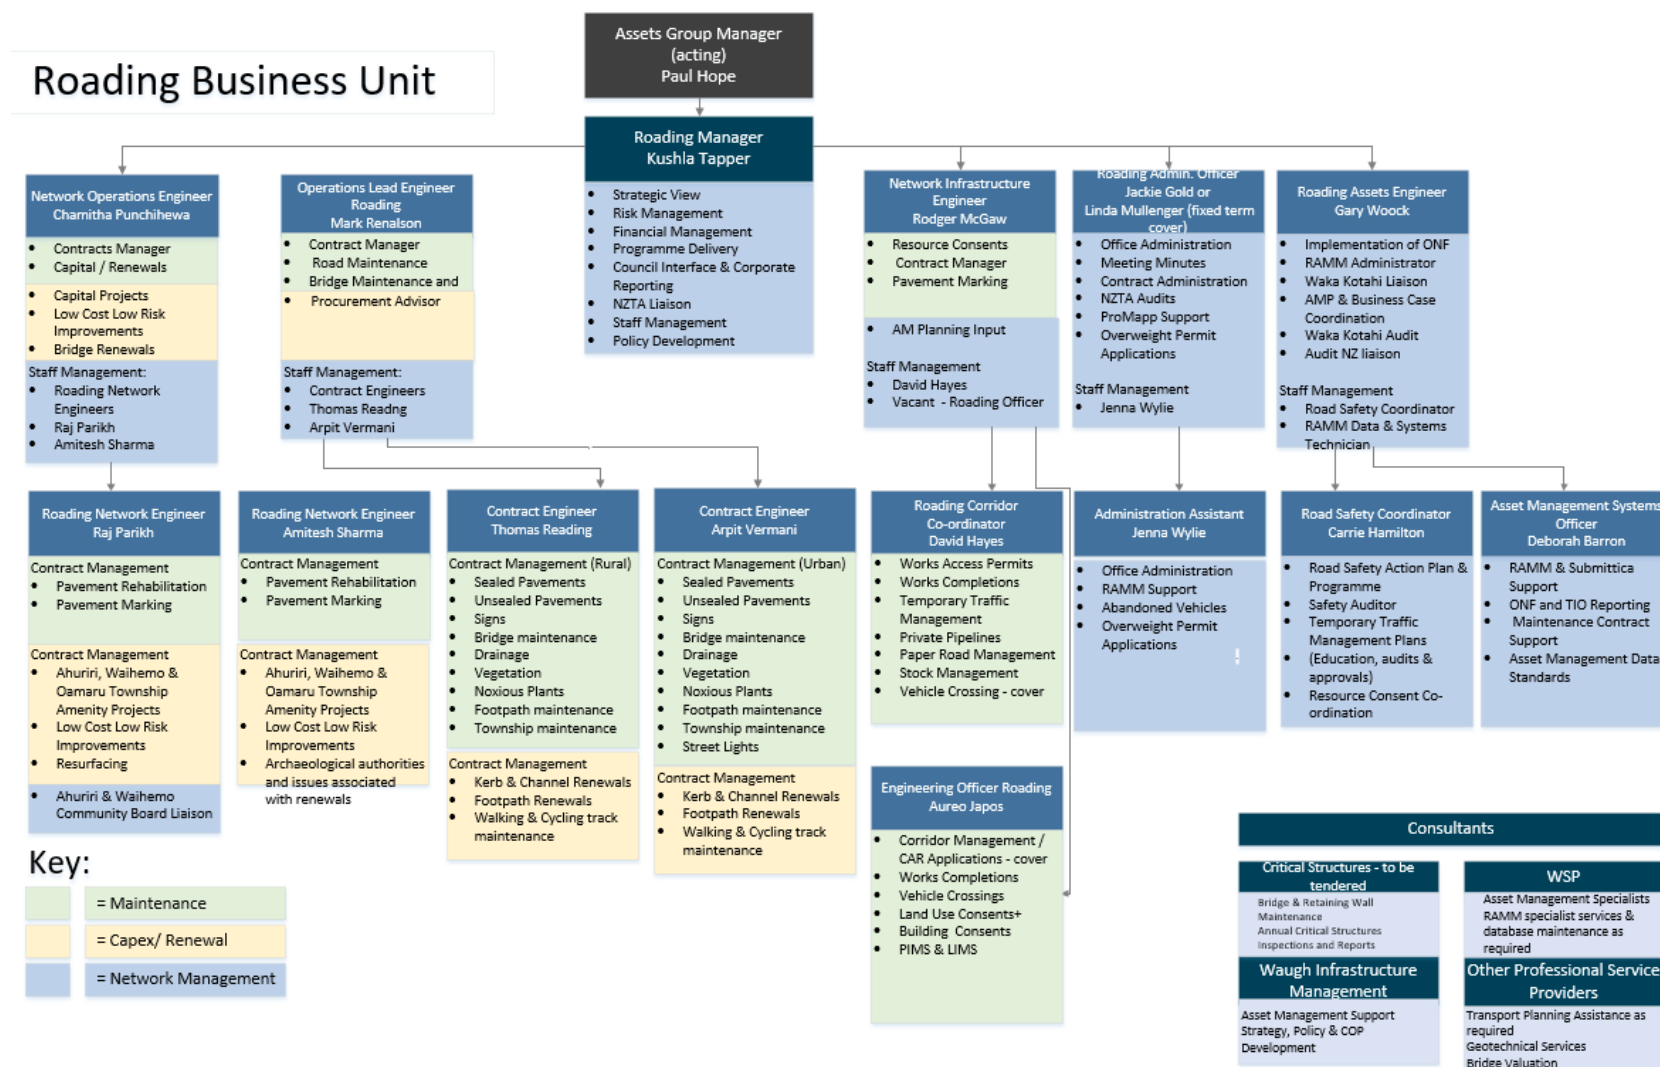 Roading Business Unit
Assets Group Manager
(acting)
Paul Hope
Roading Manager
Kushla Tapper
• Strategic View
• Risk Management
• Financial Management
• Programme Delivery
• Council Interface & Corporate
Reporting
• NZTA Liaison
• Staff Management
• Policy Development
Network Operations Engineer
Chamitha Punchihewa
• Contracts Manager
• Capital / Renewals
• Capital Projects
• Low Cost Low Risk
Improvements
• Bridge Renewals
Staff Management:
• Roading Network
Engineers
• Raj Parikh
• Amitesh Sharma
Operations Lead Engineer
Roading
Mark Renalson
• Contract Manager
• Road Maintenance
• Bridge Maintenance and
• Procurement Advisor
Staff Management:
• Contract Engineers
• Thomas Readng
• Arpit Vermani
Network Infrastructure
Engineer
Rodger McGaw
• Resource Consents
• Contract Manager
• Pavement Marking
• AM Planning Input
Staff Management
• David Hayes
• Vacant - Roading Officer
Roading Admin. Officer
Jackie Gold or
Linda Mullenger (fixed term
cover)
• Office Administration
• Meeting Minutes
• Contract Administration
• NZTA Audits
• ProMapp Support
• Overweight Permit
Applications
Staff Management
• Jenna Wylie
Roading Assets Engineer
Gary Woock
• Implementation of ONF
• RAMM Administrator
• Waka Kotahi Liaison
• AMP & Business Case
Coordination
• Waka Kotahi Audit
• Audit NZ liaison
Staff Management
• Road Safety Coordinator
• RAMM Data & Systems
Technician
Roading Network Engineer
Raj Parikh
Contract Management
• Pavement Rehabilitation
• Pavement Marking
Contract Management
• Ahuriri, Waihemo &
Oamaru Township
Amenity Projects
• Low Cost Low Risk
Improvements
• Resurfacing
• Ahuriri & Waihemo
Community Board Liaison
Roading Network Engineer
Amitesh Sharma
Contract Management
• Pavement Rehabilitation
• Pavement Marking
Contract Management
• Ahuriri, Waihemo &
Oamaru Township
Amenity Projects
• Low Cost Low Risk
Improvements
• Archaeological authorities
and issues associated
with renewals
Contract Engineer
Thomas Reading
Contract Management (Rural)
• Sealed Pavements
• Unsealed Pavements
• Signs
• Bridge maintenance
• Drainage
• Vegetation
• Noxious Plants
• Footpath maintenance
• Township maintenance
Contract Management
• Kerb & Channel Renewals
• Footpath Renewals
• Walking & Cycling track
maintenance
Contract Engineer
Arpit Vermani
Contract Management (Urban)
• Sealed Pavements
• Unsealed Pavements
• Signs
• Bridge maintenance
• Drainage
• Vegetation
• Noxious Plants
• Footpath maintenance
• Township maintenance
• Street Lights
Contract Management
• Kerb & Channel Renewals
• Footpath Renewals
• Walking & Cycling track
maintenance
Roading Corridor
Co-ordinator
David Hayes
• Works Access Permits
• Works Completions
• Temporary Traffic
Management
• Private Pipelines
• Paper Road Management
• Stock Management
• Vehicle Crossing - cover
Engineering Officer Roading
Aureo Japos
• Corridor Management /
CAR Applications - cover
• Works Completions
• Vehicle Crossings
• Land Use Consents+
• Building Consents
• PIMS & LIMS
Administration Assistant
Jenna Wylie
• Office Administration
• RAMM Support
• Abandoned Vehicles
• Overweight Permit
Applications
!
Road Safety Coordinator
Carrie Hamilton
• Road Safety Action Plan &
Programme
• Safety Auditor
• Temporary Traffic
Management Plans
• (Education, audits &
approvals)
• Resource Consent Co-
ordination
Asset Management Systems
Officer
Deborah Barron
• RAMM & Submittica
Support
• ONF and TIO Reporting
• Maintenance Contract
Support
• Asset Management Data
Standards
Key:
= Maintenance
= Capex/ Renewal
= Network Management
Consultants
Critical Structures - to be
tendered
Bridge & Retaining Wall
Maintenance
Annual Critical Structures
Inspections and Reports
WSP
Asset Management Specialists
RAMM specialist services &
database maintenance as
required
Waugh Infrastructure
Management
Asset Management Support
Strategy, Policy & COP
Development
Other Professional Service
Providers
Transport Planning Assistance as
required
Geotechnical Services
Bridge Valuation